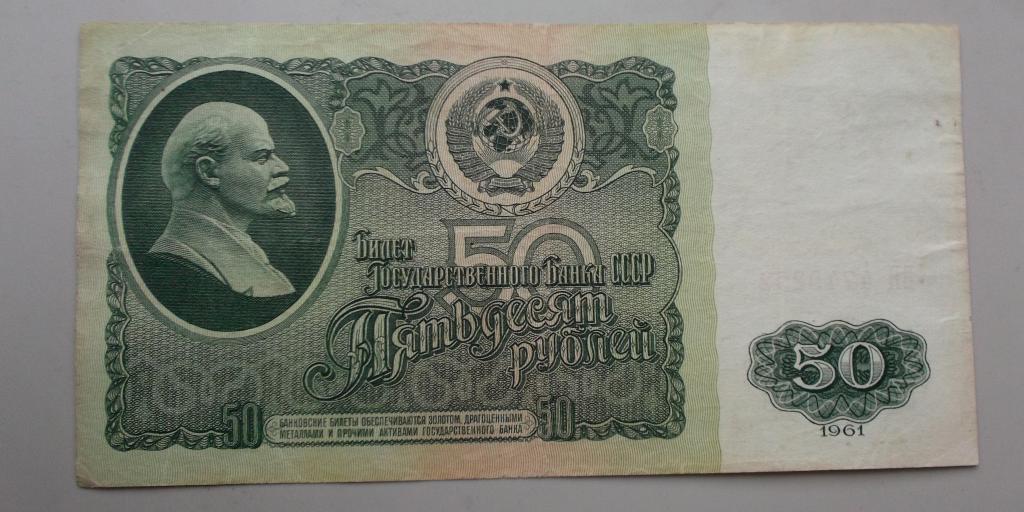 50
Билет
Государственного Банка СССР
Пятьдесят
рублей
50
БАНКОВСКИЕ БИЛЕТЫ ОБЕСПЕЧИВАЮТСЯ ЗОЛОТОМ, ДРАГОЦЕННЫМИ
МЕТАЛЛАМИ И ПРОЧИМИ АКТИВАМИ ГОСУДАРСТВЕННОГО БАНКА
50
50
1961